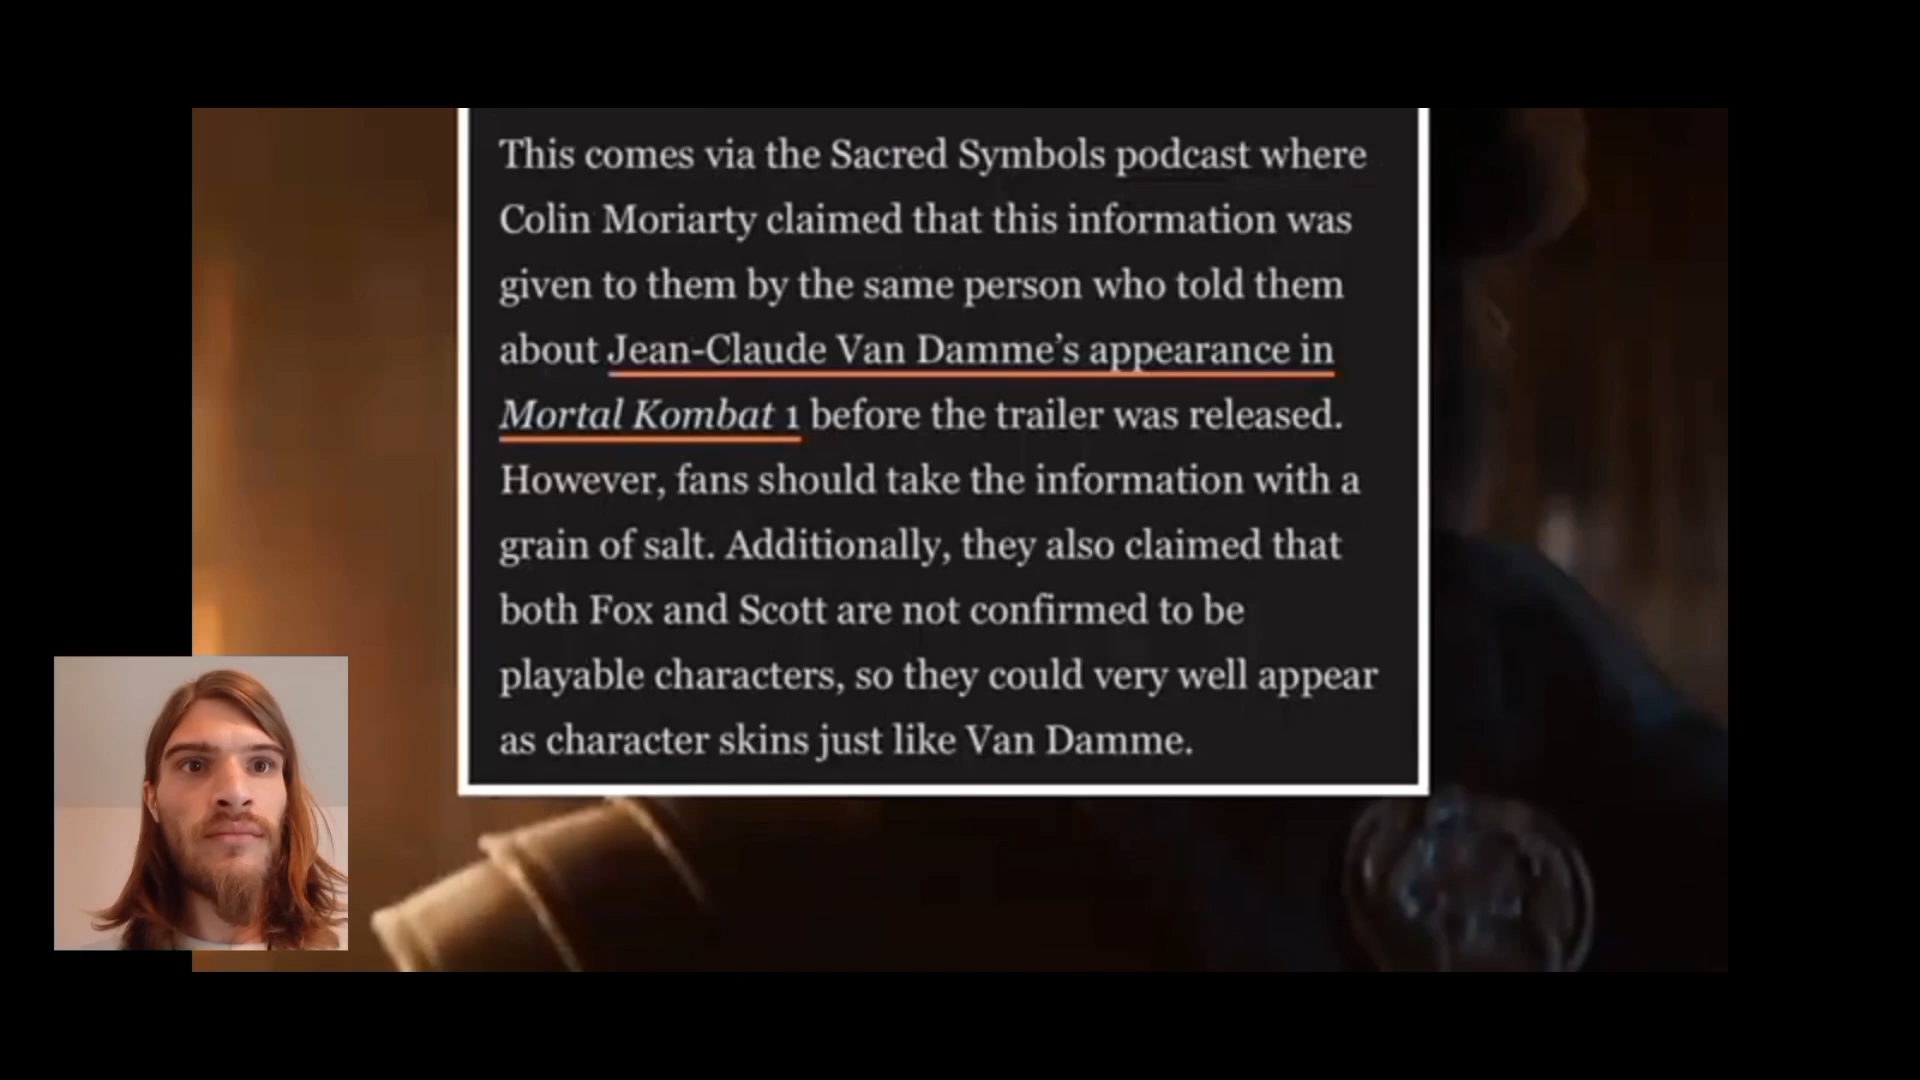 This comes via the Sacred Symbols podcast where
Colin Moriarty claimed that this information was
given to them by the same person who told them
about Jean-Claude Van Damme’s appearance in
Mortal Kombat 1 before the trailer was released.
However, fans should take the information with a
grain of salt. Additionally, they also claimed that
both Fox and Scott are not confirmed to be
playable characters, so they could very well appear
as character skins just like Van Damme.